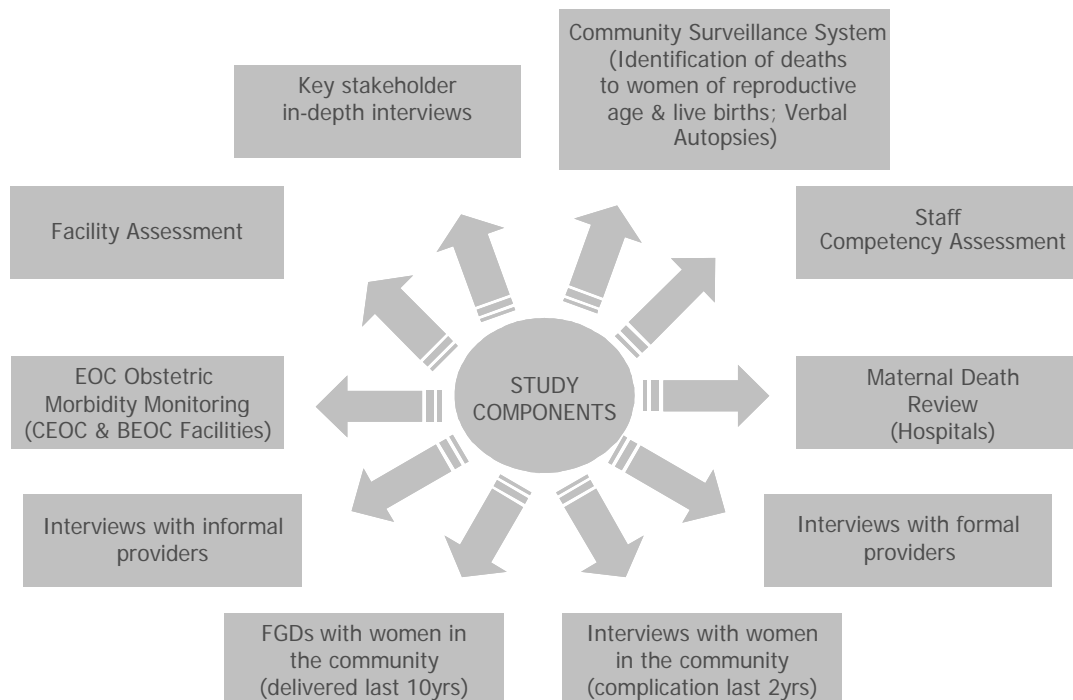 Community Surveillance System
(Identification of deaths
to women of reproductive
age & live births; Verbal
Autopsies)
Key stakeholder
in-depth interviews
Facility Assessment
Staff
Competency Assessment
EOC Obstetric
Morbidity Monitoring
(CEOC & BEOC Facilities)
STUDY
COMPONENTS
Maternal Death
Review
(Hospitals)
Interviews with informal
providers
Interviews with formal
providers
FGDs with women in
the community
(delivered last 10yrs)
Interviews with women
in the community
(complication last 2yrs)